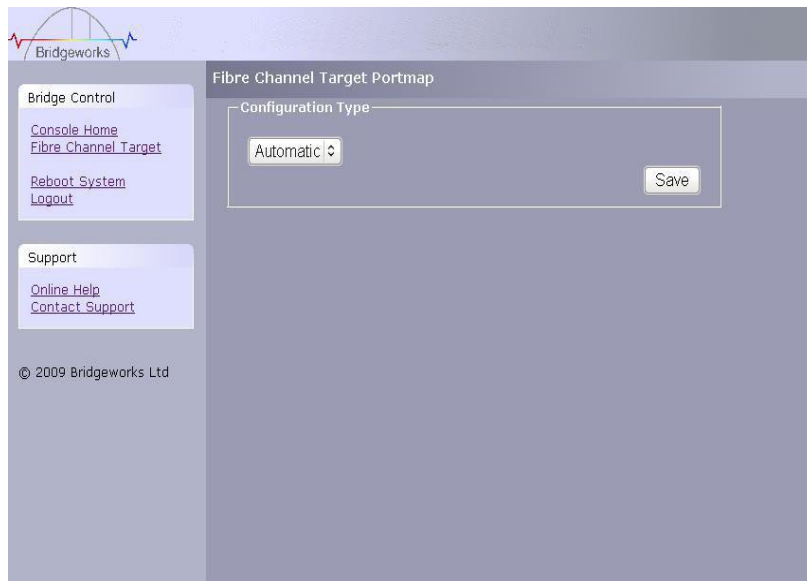 Bridgeworks
Bridge Control
Console Home
Fibre Channel Target
Reboot System
Logout
Support
Online Help
Contact Support
© 2009 Bridgeworks Ltd
Fibre Channel Target Portmap
Configuration Type
Automatic
Save